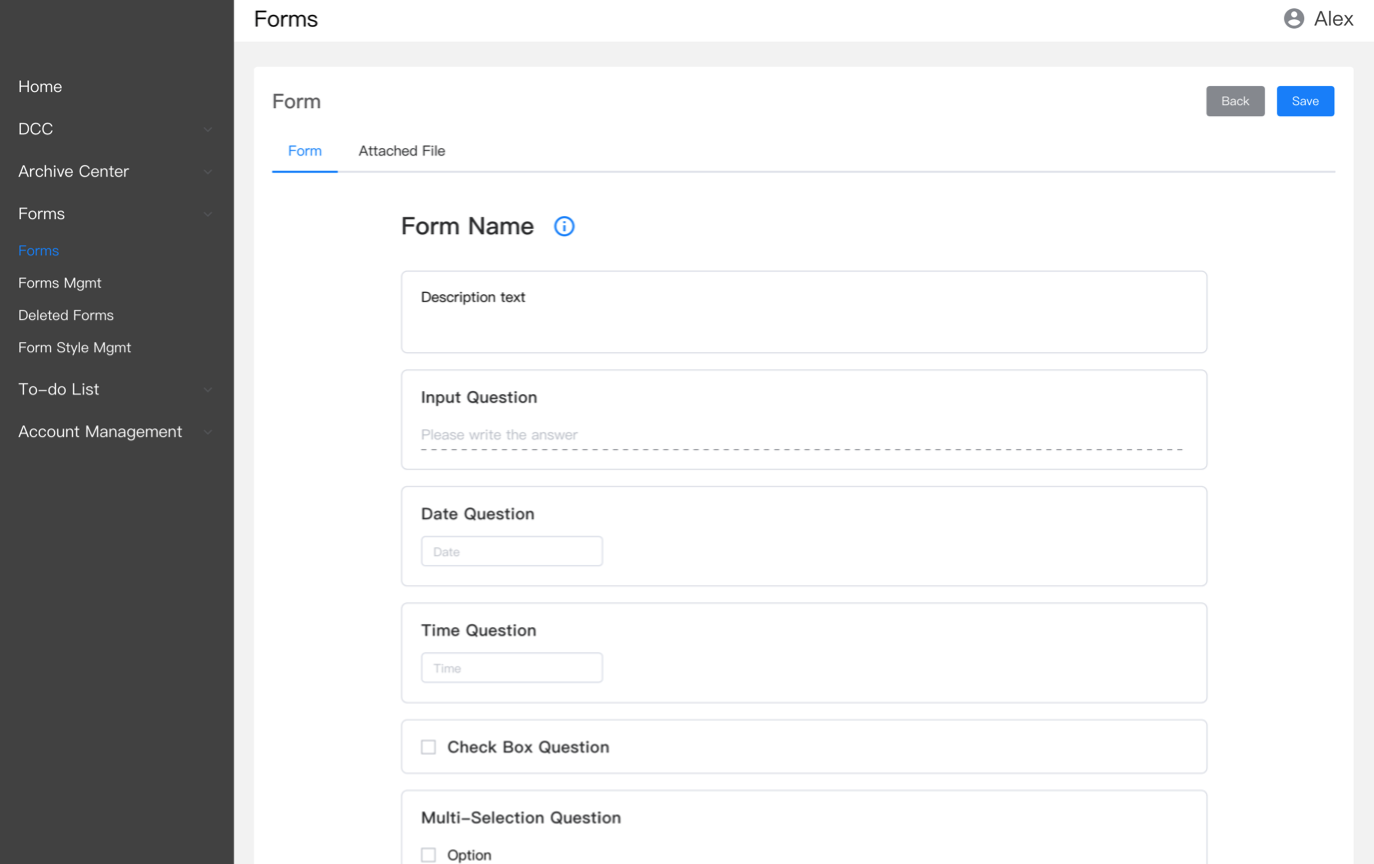 Forms
Alex
Home
DCC
Archive Center
Forms
Forms
Forms Mgmt
Deleted Forms
Form Style Mgmt
To-do List
Account Management
Form
Back
Save
Form
Attached File
Form Name
Description text
Input Question
Please write the answer
Date Question
Date
Time Question
Time
Check Box Question
Multi-Selection Question
Option